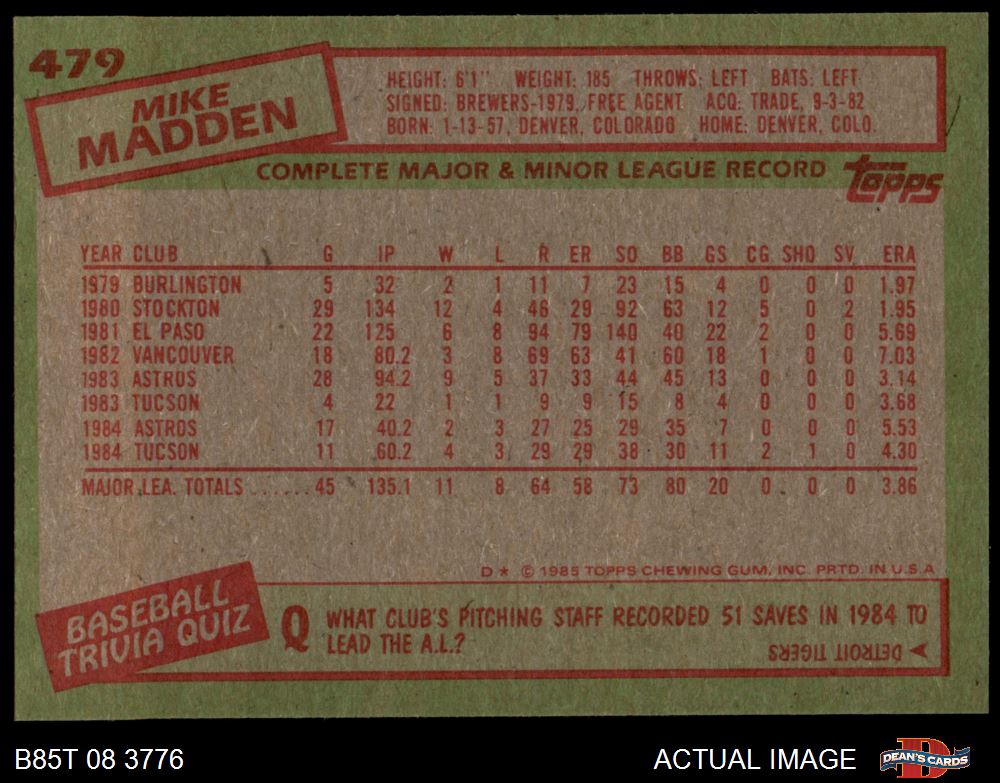 479
MIKE
MADDEN
HEIGHT: 6'1" WEIGHT: 185 THROWS: LEFT BATS: LEFT
SIGNED: BREWERS-1979, FREE AGENT ACQ: TRADE, 9-3-82
BORN: 1-13-57, DENVER, COLORADO HOME: DENVER, COLO.
COMPLETE MAJOR & MINOR LEAGUE RECORD
topps
YEAR CLUB G IP W L R ER SO BB GS CG SHO SV ERA
1979 BURLINGTON 5 32 2 1 11 7 23 15 4 0 0 0 1.97
1980 STOCKTON 29 134 12 4 46 29 92 63 12 5 0 2 1.95
1981 EL PASO 22 125 6 8 94 79 140 40 22 2 0 0 5.69
1982 VANCOUVER 18 80.2 3 8 69 63 41 60 18 1 0 0 7.03
1983 ASTROS 28 94.2 9 5 37 33 44 45 13 0 0 0 3.14
1983 TUCSON 4 22 1 1 9 9 15 8 4 0 0 0 3.68
1984 ASTROS 17 40.2 2 3 27 25 29 35 7 0 0 0 5.53
1984 TUCSON 11 60.2 4 3 29 29 38 30 11 2 1 0 4.30
MAJOR LEA. TOTALS ...... 45 135.1 11 8 64 58 73 80 20 0 0 0 3.86
D* © 1985 TOPPS CHEWING GUM, INC. PRTD. IN U.S.A
BASEBALL
TRIVIA QUIZ
Q WHAT CLUB'S PITCHING STAFF RECORDED 51 SAVES IN 1984 TO
LEAD THE A.L.?
DETROIT TIGERS
B85T 08 3776
ACTUAL IMAGE
D
DEAN'S CARDS